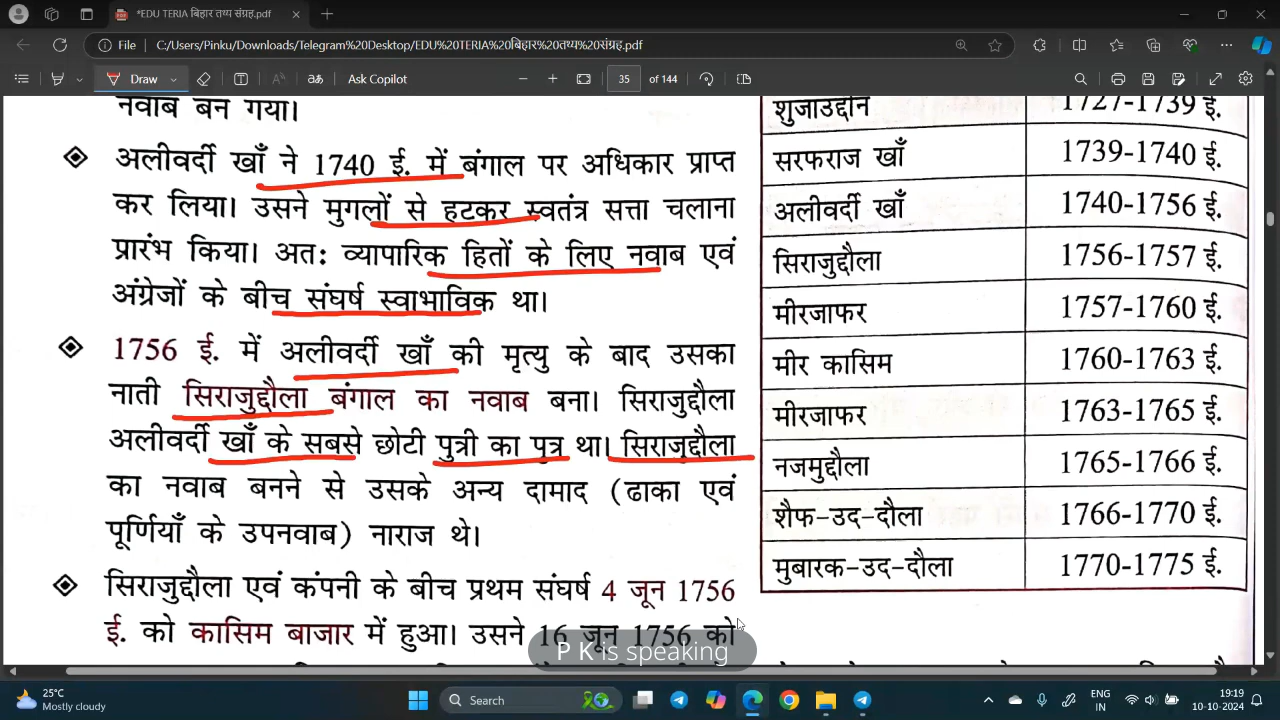 *EDU TERIA बिहार तथ्य संग्रह.pdf
File
C:/Users/Pinku/Downloads/Telegram%20Desktop/EDU%20TERIA%20बिहार%20तथ्य%20संग्रह.pdf
Draw
Ask Copilot
35 of 144
नवाब बन गया।
अलीवर्दी खाँ ने 1740 ई. में बंगाल पर अधिकार प्राप्त
कर लिया। उसने मुगलों से हटकर स्वतंत्र सत्ता चलाना
प्रारंभ किया। अतः व्यापारिक हितों के लिए नवाब एवं
अंग्रेजों के बीच संघर्ष स्वाभाविक था।
1756 ई. में अलीवर्दी खाँ की मृत्यु के बाद उसका
नाती सिराजुद्दौला बंगाल का नवाब बना। सिराजुद्दौला
अलीवर्दी खाँ के सबसे छोटी पुत्री का पुत्र था। सिराजुद्दौला
का नवाब बनने से उसके अन्य दामाद (ढाका एवं
पूर्णियाँ के उपनवाब) नाराज थे।
सिराजुद्दौला एवं कंपनी के बीच प्रथम संघर्ष 4 जून 1756
ई. को कासिम बाजार में हुआ। उसने 16 जून 1756 को
शुजाउद्दीन 1727-1739 ई.
सरफराज खाँ 1739-1740 ई.
अलीवर्दी खाँ 1740-1756 ई.
सिराजुद्दौला 1756-1757 ई.
मीरजाफर 1757-1760 ई.
मीर कासिम 1760-1763 ई.
मीरजाफर 1763-1765 ई.
नजमुद्दौला 1765-1766 ई.
शैफ-उद-दौला 1766-1770 ई.
मुबारक-उद-दौला 1770-1775 ई.
P K is speaking
25°C
Mostly cloudy
Search
ENG
IN
19:19
10-10-2024